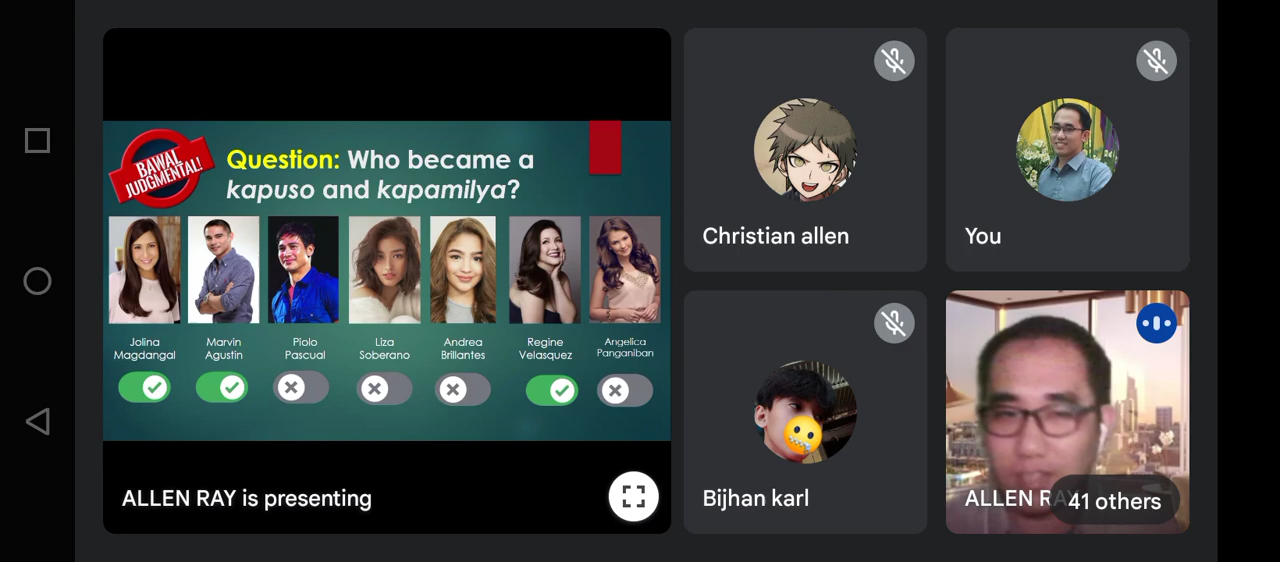 BAWAL
JUDGMENTAL!
Question: Who became a
kapuso and kapamilya?
Jolina
Magdangal
Marvin
Agustin
Piolo
Pascual
Liza
Soberano
Andrea
Brillantes
Regine
Velasquez
Angelica
Panganiban
ALLEN RAY is presenting
Christian allen
You
Bijhan karl
ALLEN RAY
41 others